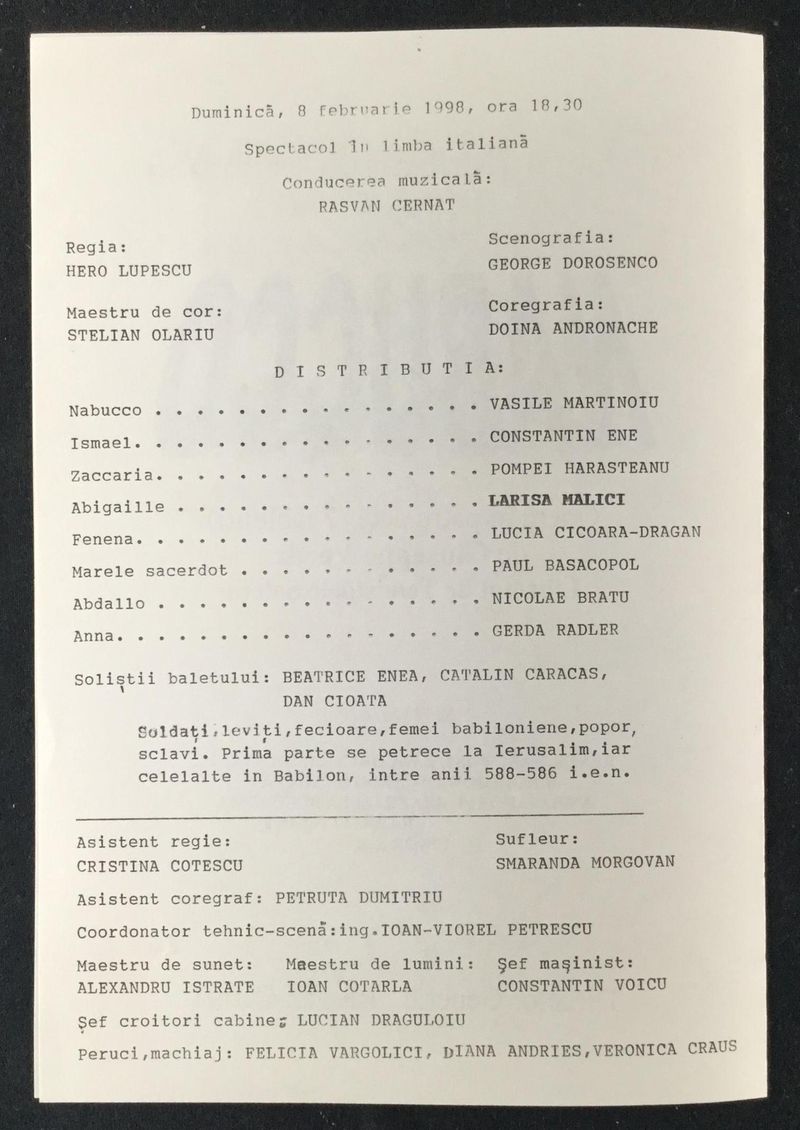 Duminică, 8 februarie 1998, ora 18,30
Spectacol în limba italiană
Conducerea muzicală:
RASVAN CERNAT
Regia:
HERO LUPESCU
Scenografia:
GEORGE DOROSENCO
Maestru de cor:
STELIAN OLARIU
Coregrafia:
DOINA ANDRONACHE
D I S T R I B U T I A:
Nabucco . . . . . . . . . . . . . . . . VASILE MARTINOIU
Ismael. . . . . . . . . . . . . . . . . CONSTANTIN ENE
Zaccaria. . . . . . . . . . . . . . . . POMPEI HARASTEANU
Abigaille . . . . . . . . . . . . . . . LARISA MALICI
Fenena. . . . . . . . . . . . . . . . . LUCIA CICOARA-DRAGAN
Marele sacerdot . . . . . . . . . . . . PAUL BASACOPOL
Abdallo . . . . . . . . . . . . . . . . NICOLAE BRATU
Anna. . . . . . . . . . . . . . . . . . GERDA RADLER
Soliștii baletului: BEATRICE ENEA, CATALIN CARACAS,
DAN CIOATA
Soldați,leviți,fecioare,femei babiloniene,popor,
sclavi. Prima parte se petrece la Ierusalim,iar
celelalte in Babilon, intre anii 588-586 i.e.n.
Asistent regie:
CRISTINA COTESCU
Sufleur:
SMARANDA MORGOVAN
Asistent coregraf: PETRUTA DUMITRIU
Coordonator tehnic-scenă:ing.IOAN-VIOREL PETRESCU
Maestru de sunet:
ALEXANDRU ISTRATE
Maestru de lumini:
IOAN COTARLA
Șef mașinist:
CONSTANTIN VOICU
Șef croitori cabine: LUCIAN DRAGULOIU
Peruci,machiaj: FELICIA VARGOLICI, DIANA ANDRIES,VERONICA CRAUS